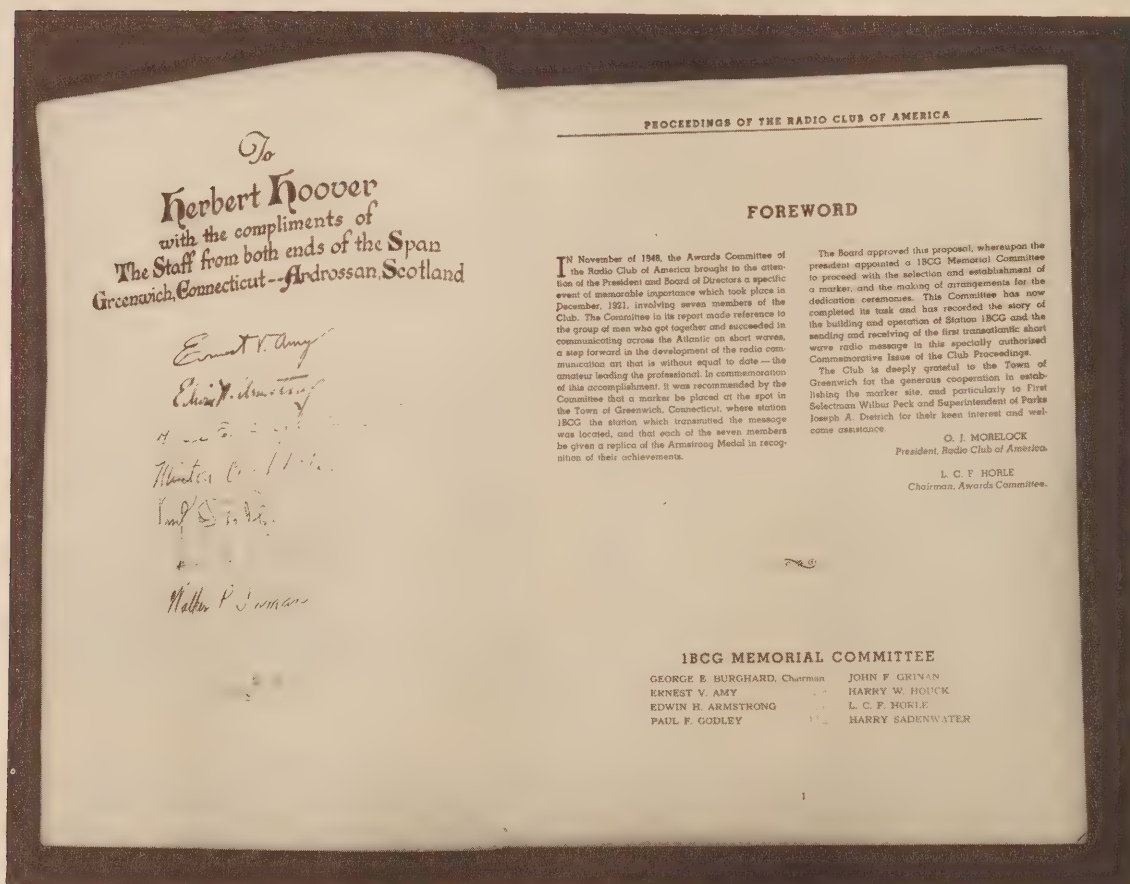 To
Herbert Hoover
with the compliments of
The Staff from both ends of the Span
Greenwich, Connecticut--Ardrossan, Scotland
Ernest V. Amy
Edwin H. Armstrong
Walter P. Inman
PROCEEDINGS OF THE RADIO CLUB OF AMERICA
FOREWORD
IN November of 1948, the Awards Committee of
the Radio Club of America brought to the atten-
tion of the President and Board of Directors a specific
event of memorable importance which took place in
December, 1921, involving seven members of the
Club. The Committee in its report made reference to
the group of men who got together and succeeded in
communicating across the Atlantic on short waves,
a step forward in the development of the radio com-
munication art that is without equal to date — the
amateur leading the professional. In commemoration
of this accomplishment, it was recommended by the
Committee that a marker be placed at the spot in
the Town of Greenwich, Connecticut, where station
1BCG the station which transmitted the message
was located, and that each of the seven members
be given a replica of the Armstrong Medal in recog-
nition of their achievements.
The Board approved this proposal, whereupon the
president appointed a 1BCG Memorial Committee
to proceed with the selection and establishment of
a marker, and the making of arrangements for the
dedication ceremonies. This Committee has now
completed its task and has recorded the story of
the building and operation of Station 1BCG and the
sending and receiving of the first transatlantic short
wave radio message in this specially authorized
Commemorative Issue of the Club Proceedings.
The Club is deeply grateful to the Town of
Greenwich for the generous cooperation in estab-
lishing the marker site, and particularly to First
Selectman Wilbur Peck and Superintendent of Parks
Joseph A. Dietrich for their keen interest and wel-
come assistance.
O. J. MORELOCK
President, Radio Club of America.
L. C. F. HORLE
Chairman, Awards Committee.
1BCG MEMORIAL COMMITTEE
GEORGE E. BURGHARD, Chairman
ERNEST V. AMY
EDWIN H. ARMSTRONG
PAUL F. GODLEY
JOHN F. GRINAN
HARRY W. HOUCK
L. C. F. HORLE
HARRY SADENWATER
1